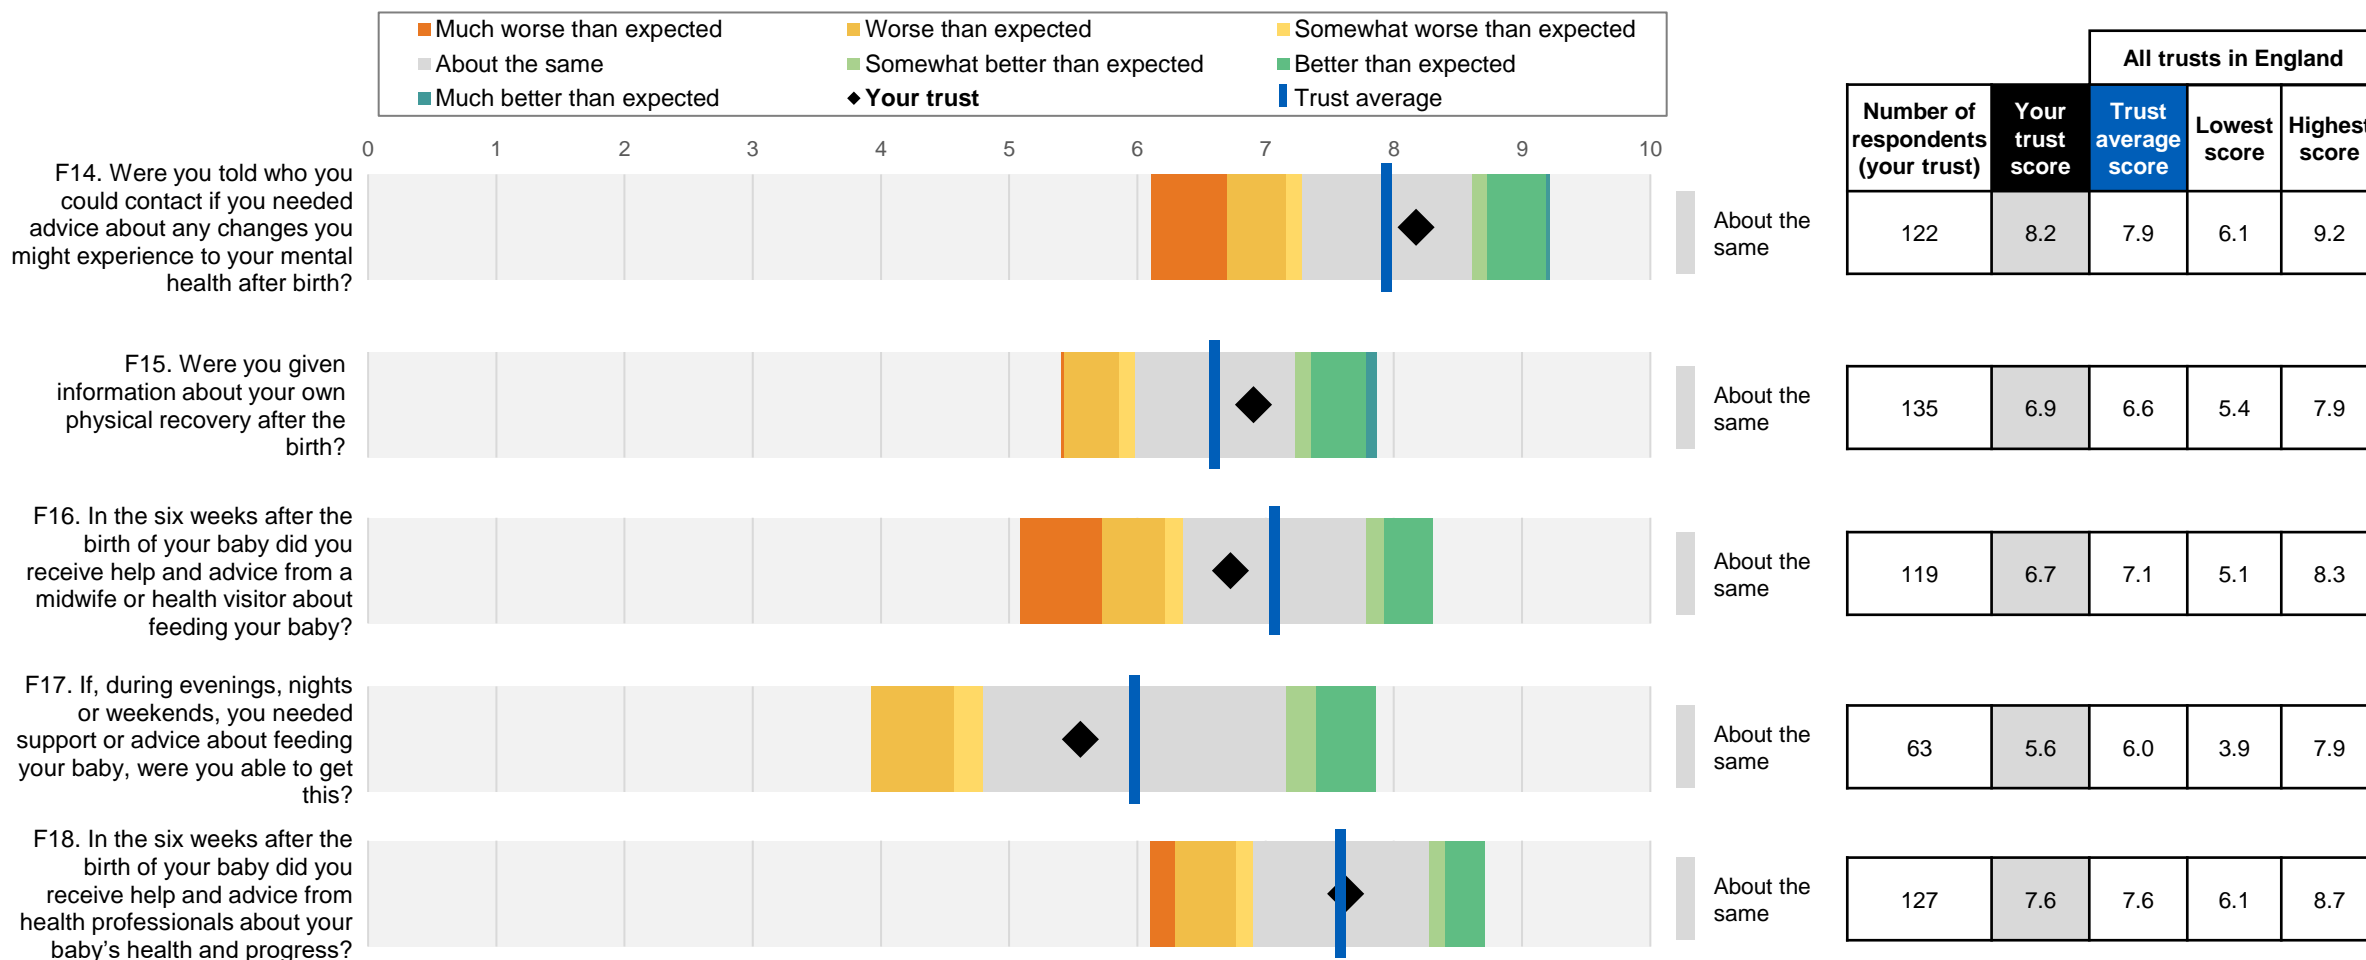 Much worse than expected
Worse than expected
Somewhat worse than expected
About the same
Somewhat better than expected
Better than expected
Much better than expected
Your trust
Trust average
All trusts in England
Number of
respondents
(your trust)
Your
trust
score
Trust
average
score
Lowest
score
Highest
score
0 1 2 3 4 5 6 7 8 9 10
F14. Were you told who you
could contact if you needed
advice about any changes you
might experience to your mental
health after birth?
About the
same
122 8.2 7.9 6.1 9.2
F15. Were you given
information about your own
physical recovery after the
birth?
About the
same
135 6.9 6.6 5.4 7.9
F16. In the six weeks after the
birth of your baby did you
receive help and advice from a
midwife or health visitor about
feeding your baby?
About the
same
119 6.7 7.1 5.1 8.3
F17. If, during evenings, nights
or weekends, you needed
support or advice about feeding
your baby, were you able to get
this?
About the
same
63 5.6 6.0 3.9 7.9
F18. In the six weeks after the
birth of your baby did you
receive help and advice from
health professionals about your
baby’s health and progress?
About the
same
127 7.6 7.6 6.1 8.7